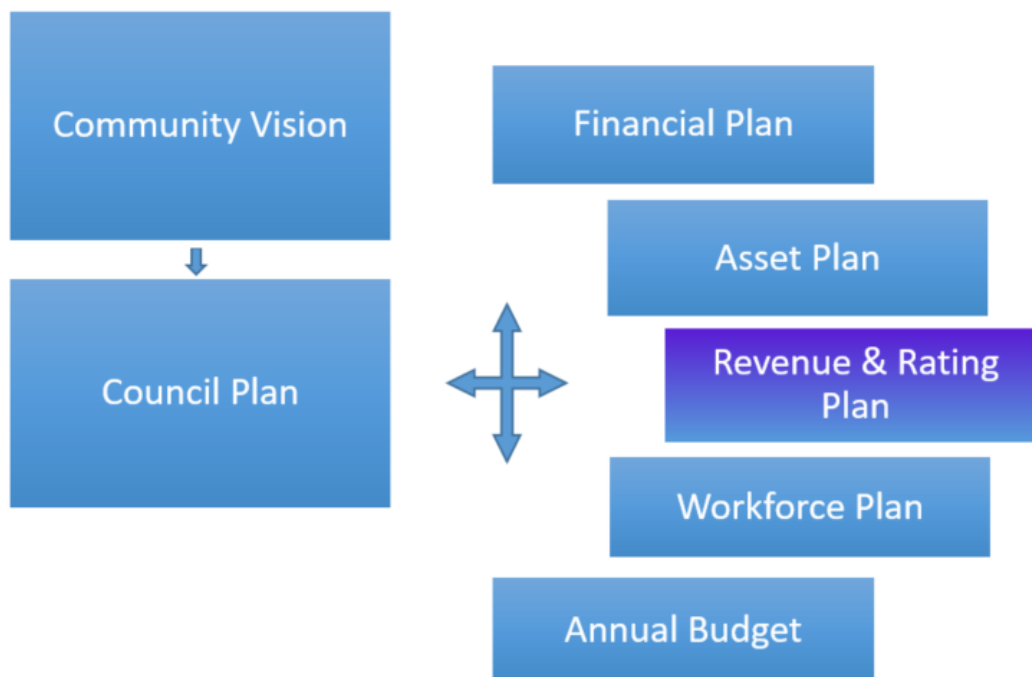 Community Vision
Council Plan
Financial Plan
Asset Plan
Revenue & Rating
Plan
Workforce Plan
Annual Budget